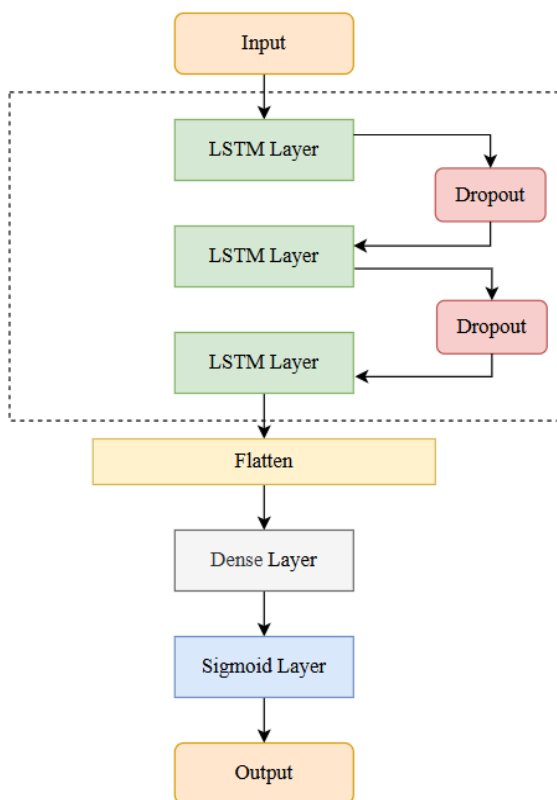 Input
LSTM Layer
Dropout
LSTM Layer
Dropout
LSTM Layer
Flatten
Dense Layer
Sigmoid Layer
Output